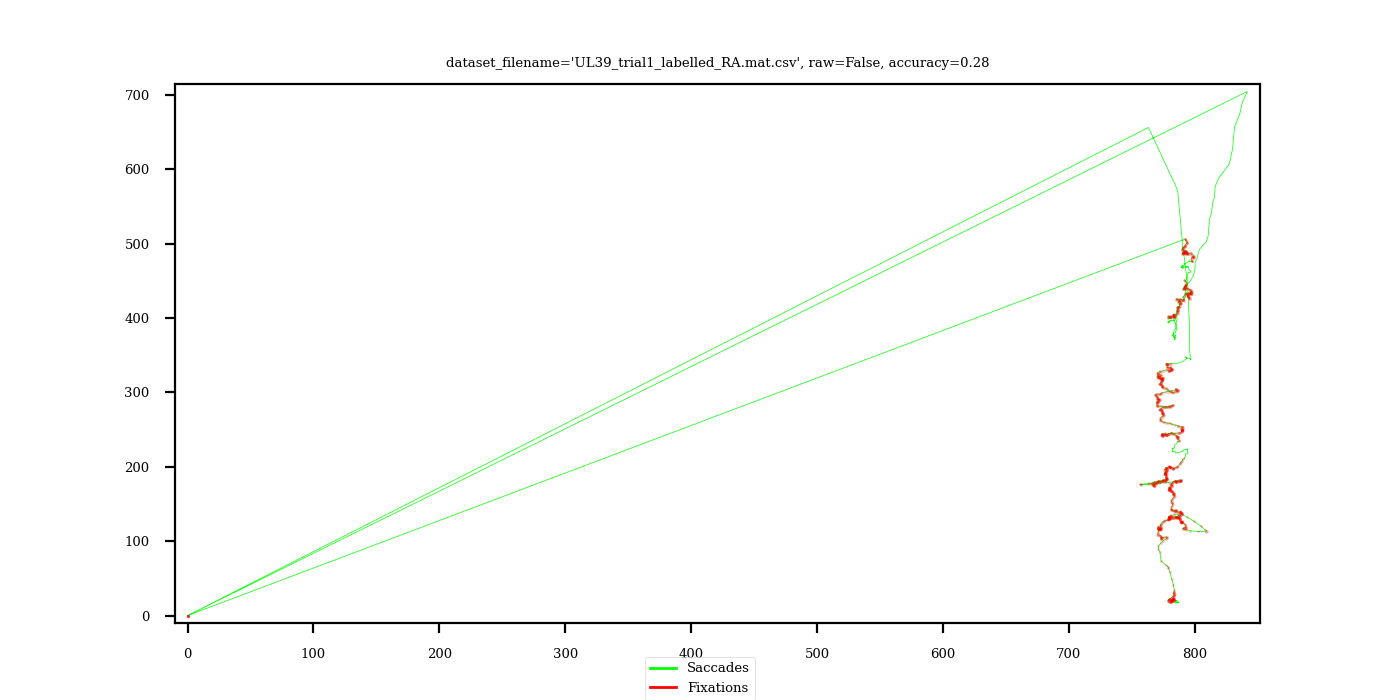 dataset_filename='UL39_trial1_labelled_RA.mat.csv', raw=False, accuracy=0.28
700
600
500
400
300
200
100
0
0 100 200 300 400 500 600 700 800
Saccades
Fixations